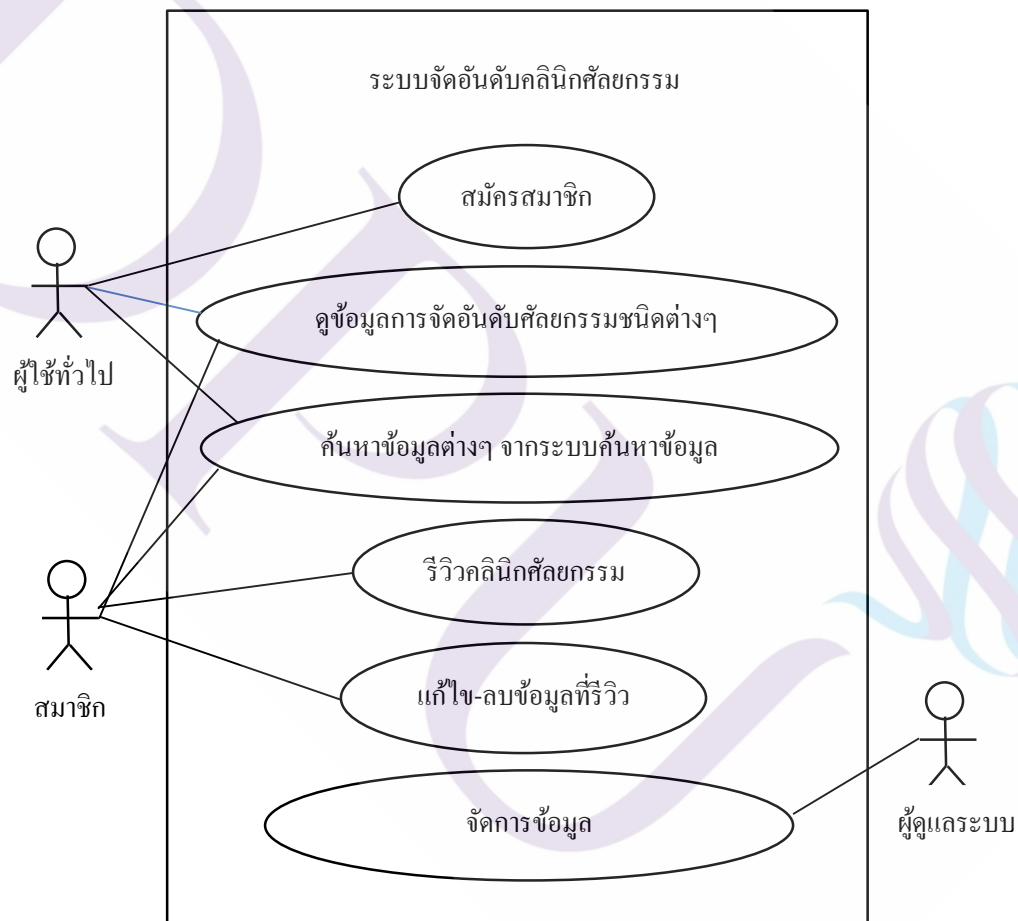 ระบบจัดอันดับคลินิกศัลยกรรม
สมัครสมาชิก
ดูข้อมูลการจัดอันดับศัลยกรรมชนิดต่างๆ
ผู้ใช้ทั่วไป
ค้นหาข้อมูลต่างๆ จากระบบค้นหาข้อมูล
รีวิวคลินิกศัลยกรรม
สมาชิก
แก้ไข-ลบข้อมูลที่รีวิว
จัดการข้อมูล
ผู้ดูแลระบบ